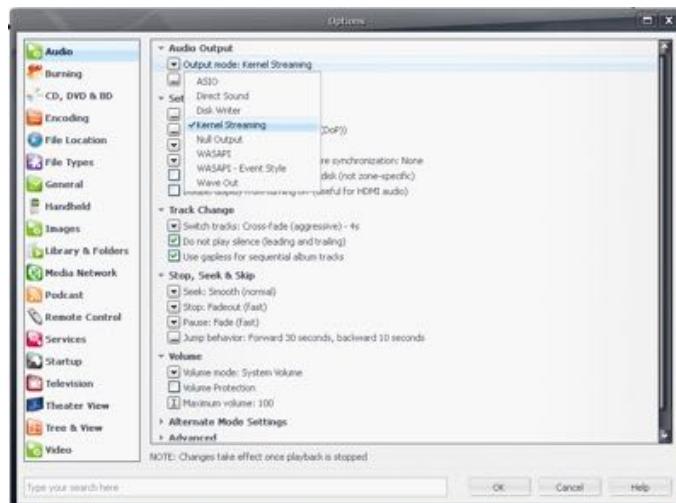 Options
Audio
Burning
CD, DVD & BD
Encoding
File Location
File Types
General
Handheld
Images
Library & Folders
Media Network
Podcast
Remote Control
Services
Startup
Television
Theater View
Tree & View
Video
Audio Output
Output mode: Kernel Streaming
ASIO
Direct Sound
Disk Writer
✓Kernel Streaming
Null Output
WASAPI
WASAPI - Event Style
Wave Out
Set
(DoP))
re synchronization: None
disk (not zone-specific)
(useful for HDMI audio)
Track Change
Switch tracks: Cross-fade (aggressive) - 4s
Do not play silence (leading and trailing)
Use gapless for sequential album tracks
Stop, Seek & Skip
Seek: Smooth (normal)
Stop: Fadeout (fast)
Pause: Fade (fast)
Jump behavior: Forward 30 seconds, backward 10 seconds
Volume
Volume mode: System Volume
Volume Protection
Maximum volume: 100
Alternate Mode Settings
Advanced
NOTE: Changes take effect once playback is stopped
Type your search here
OK
Cancel
Help